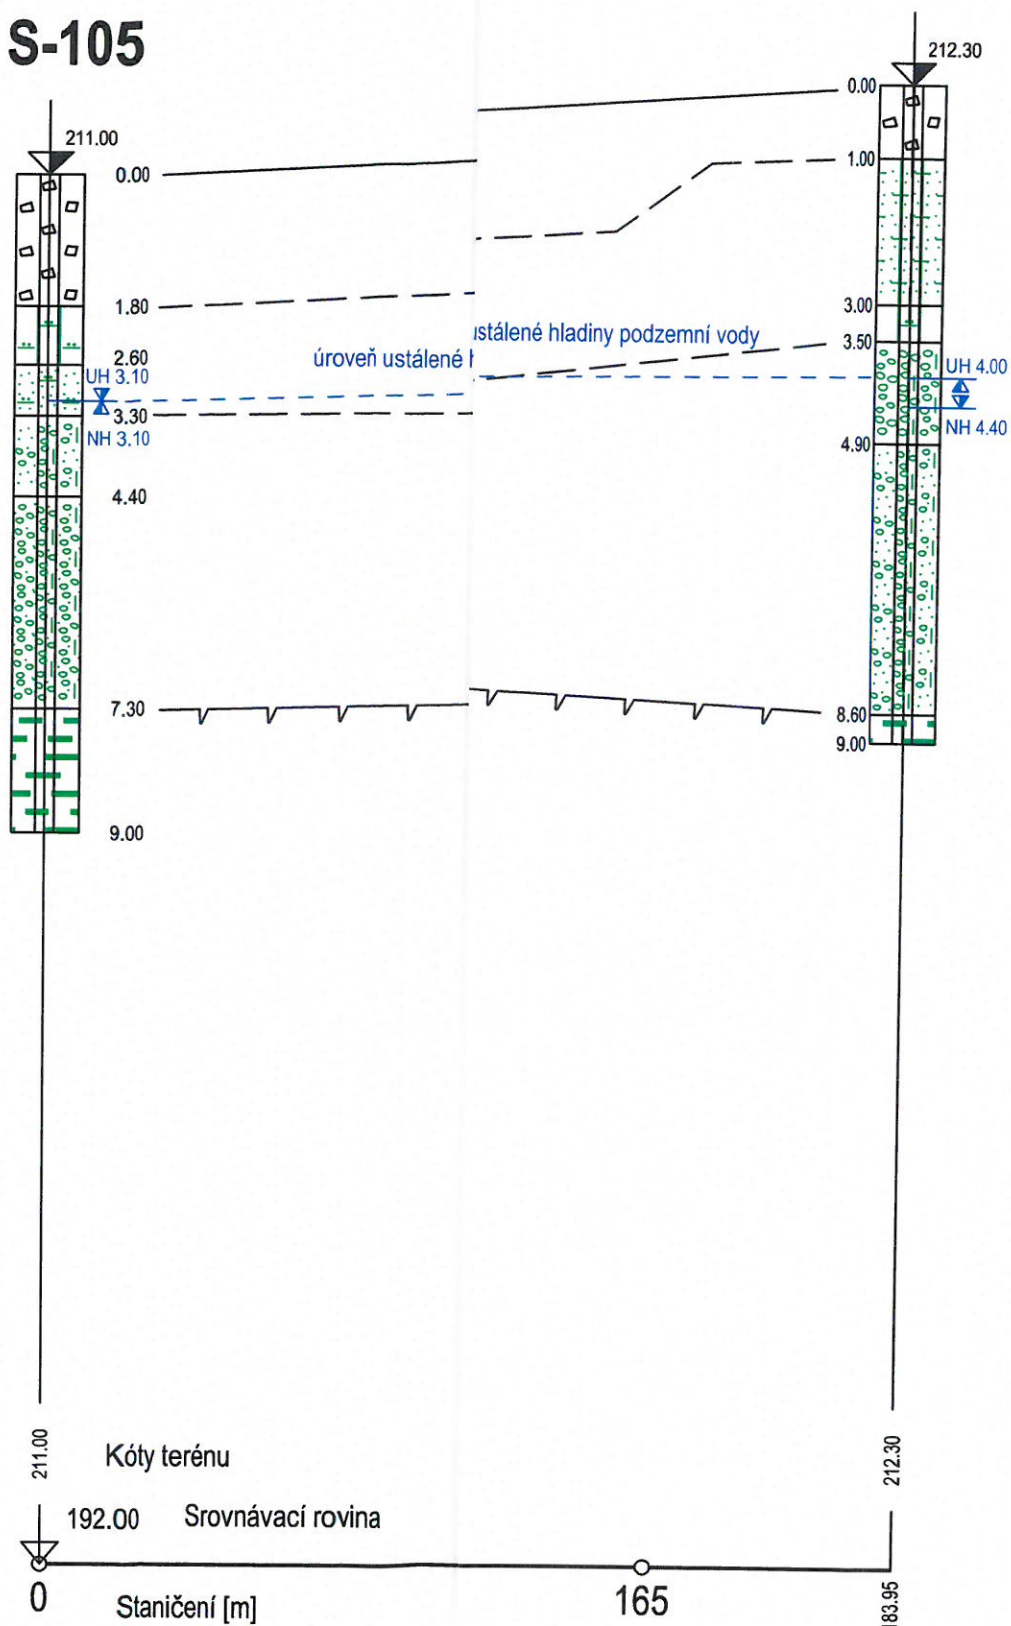 S-105
212.30
211.00
0.00
0.00
1.00
1.80
3.00
ustálené hladiny podzemní vody
3.50
2.60
úroveň ustálené
UH 3.10
UH 4.00
3.30
NH 3.10
NH 4.40
4.90
4.40
7.30
8.60
9.00
9.00
211.00
Kóty terénu
212.30
192.00 Srovnávací rovina
0
Staničení [m]
165